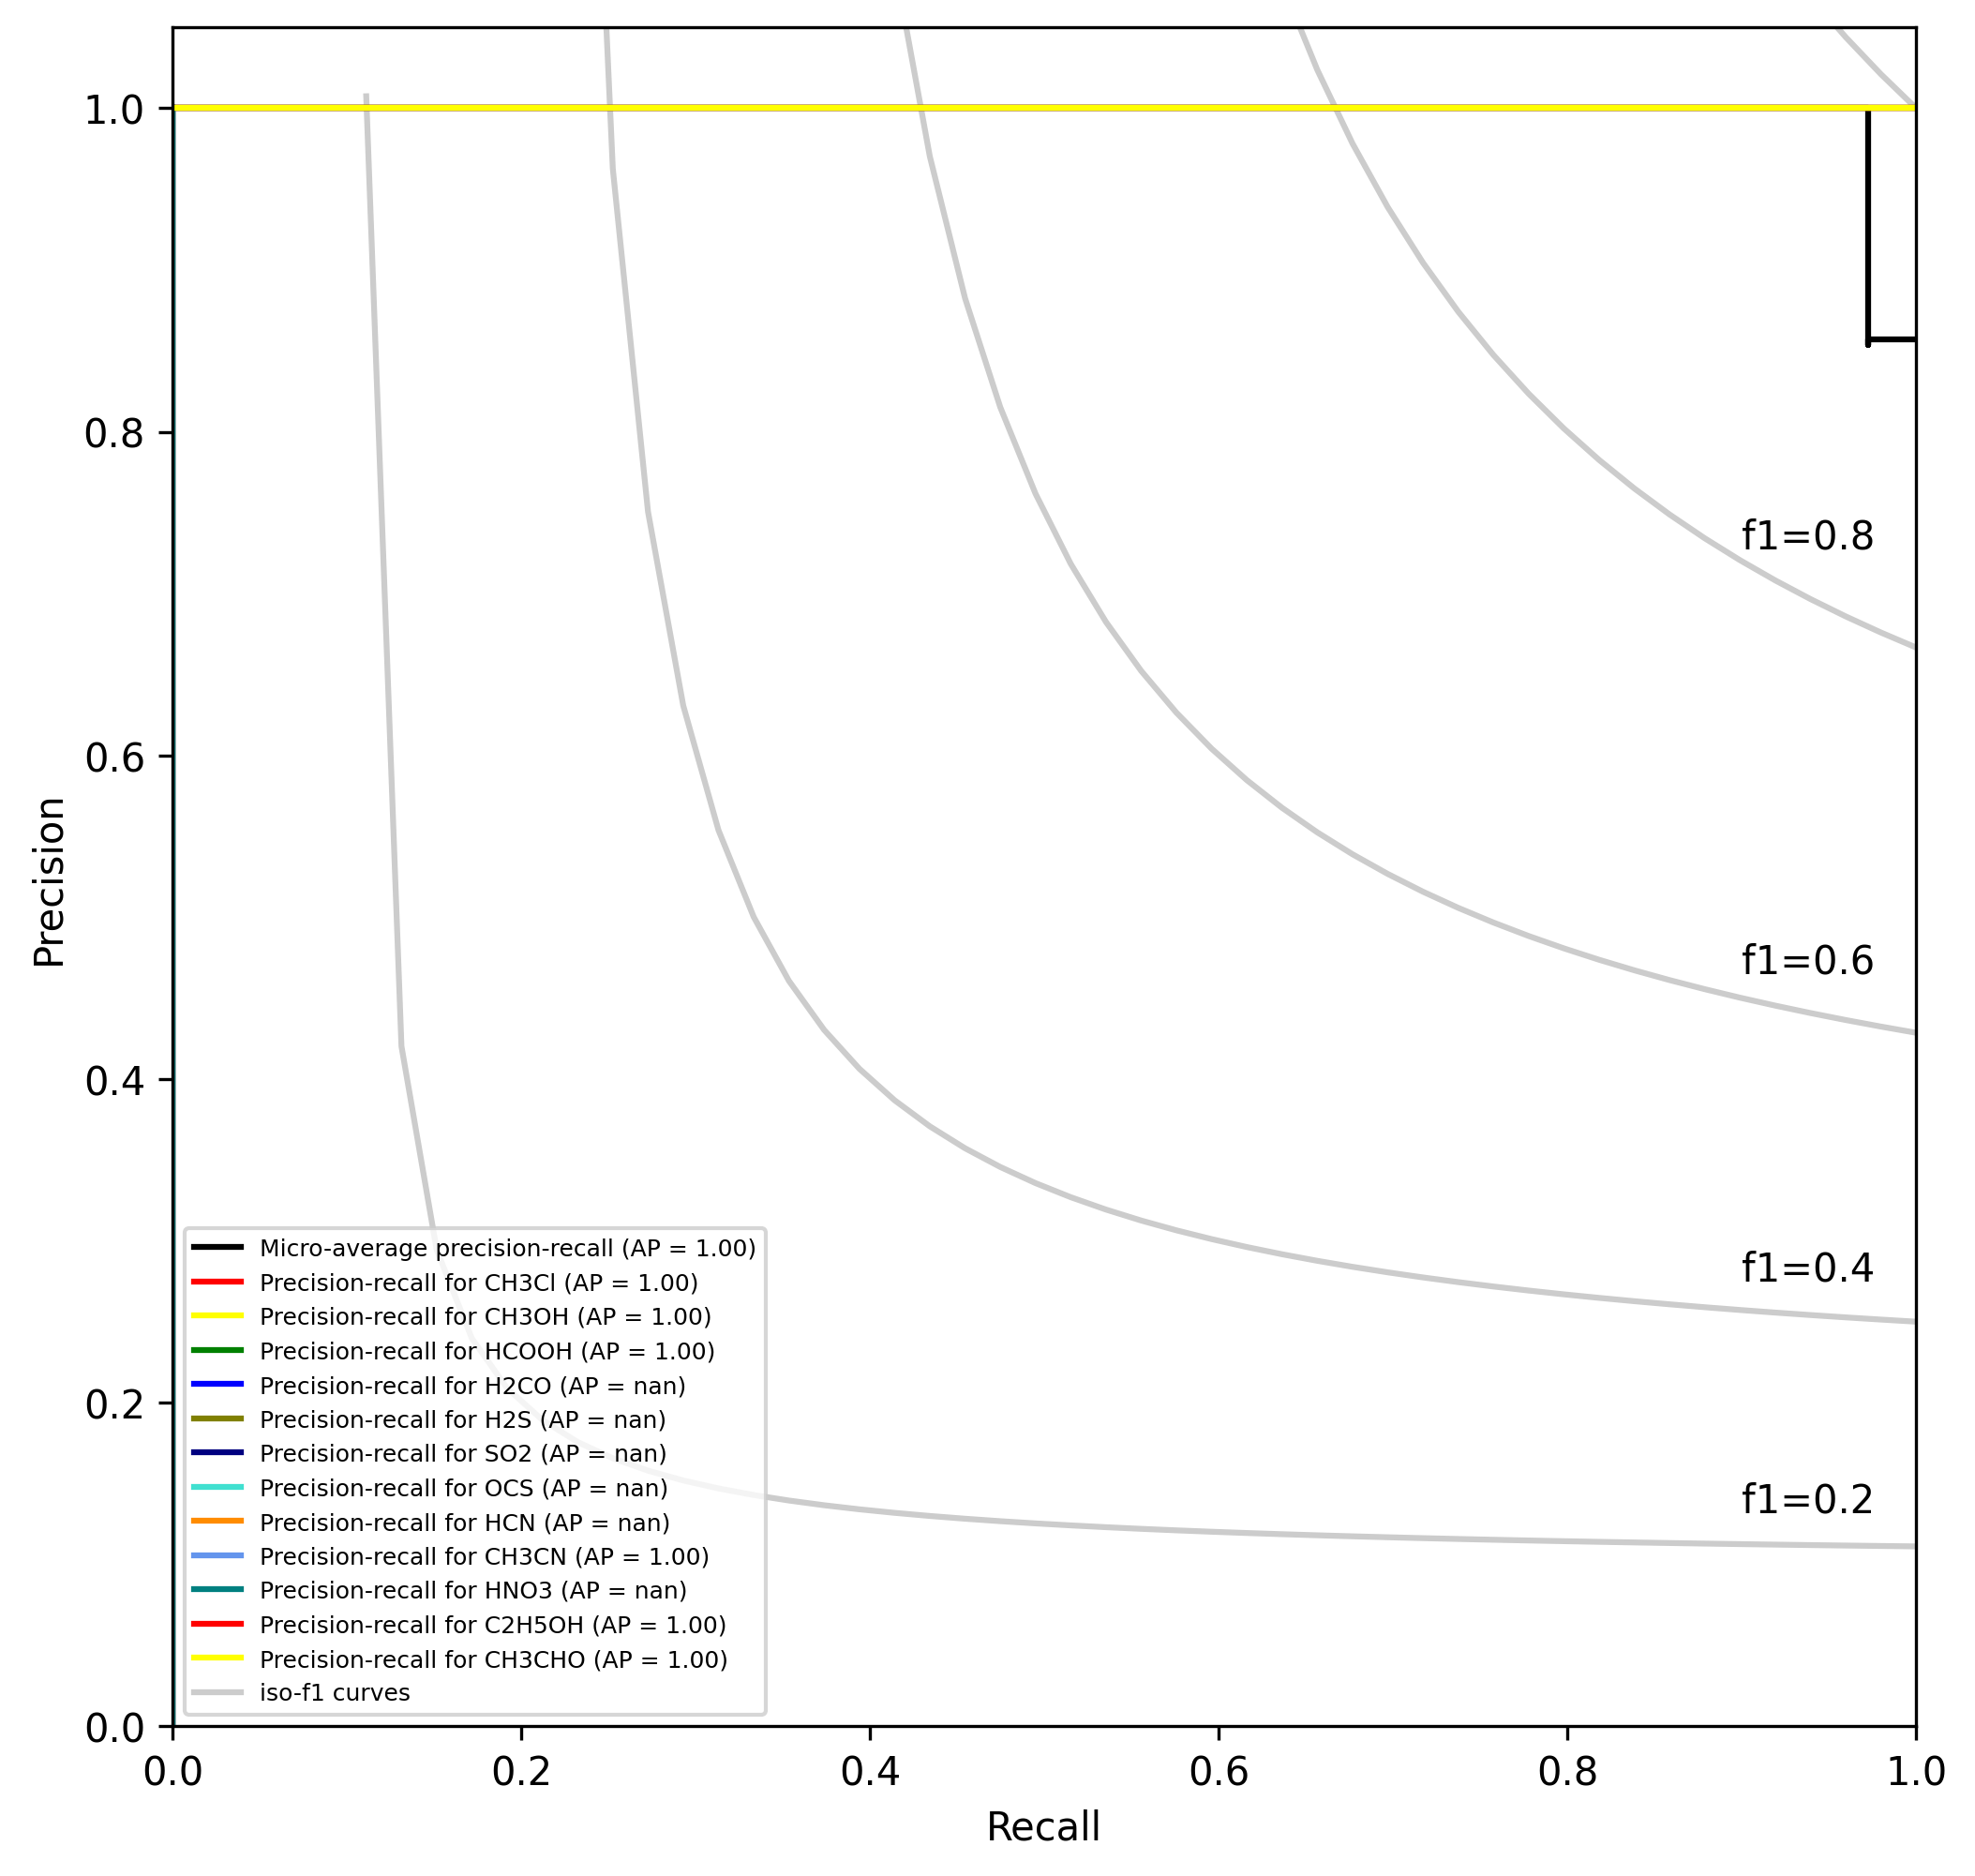 1.0
0.8
0.6
0.4
0.2
0.0
Precision
f1=0.8
f1=0.6
f1=0.4
f1=0.2
Micro-average precision-recall (AP = 1.00)
Precision-recall for CH3Cl (AP = 1.00)
Precision-recall for CH3OH (AP = 1.00)
Precision-recall for HCOOH (AP = 1.00)
Precision-recall for H2CO (AP = nan)
Precision-recall for H2S (AP = nan)
Precision-recall for SO2 (AP = nan)
Precision-recall for OCS (AP = nan)
Precision-recall for HCN (AP = nan)
Precision-recall for CH3CN (AP = 1.00)
Precision-recall for HNO3 (AP = nan)
Precision-recall for C2H5OH (AP = 1.00)
Precision-recall for CH3CHO (AP = 1.00)
iso-f1 curves
0.0 0.2 0.4 0.6 0.8 1.0
Recall